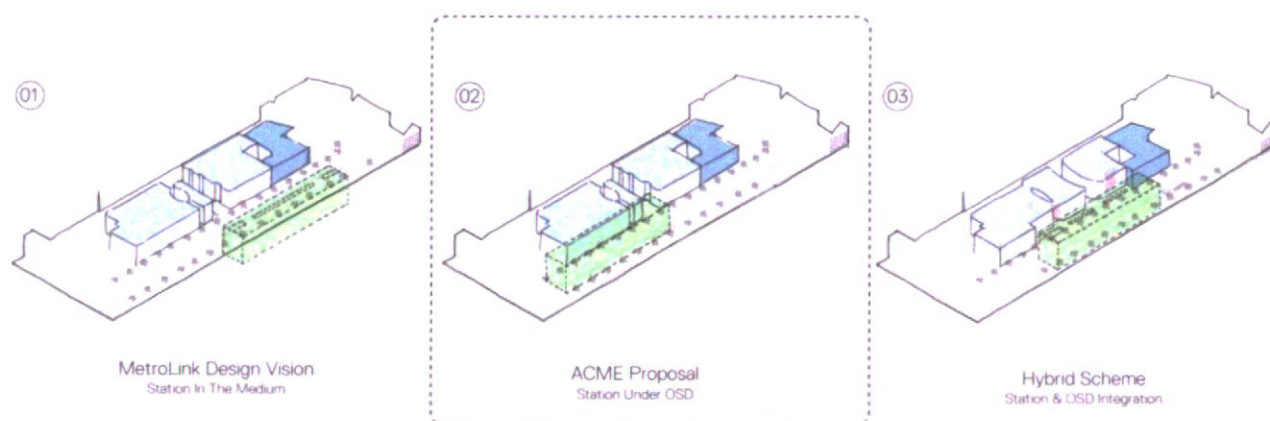 01
02
03
MetroLink Design Vision
Station In The Medium
ACME Proposal
Station Under OSD
Hybrid Scheme
Station & OSD Integration